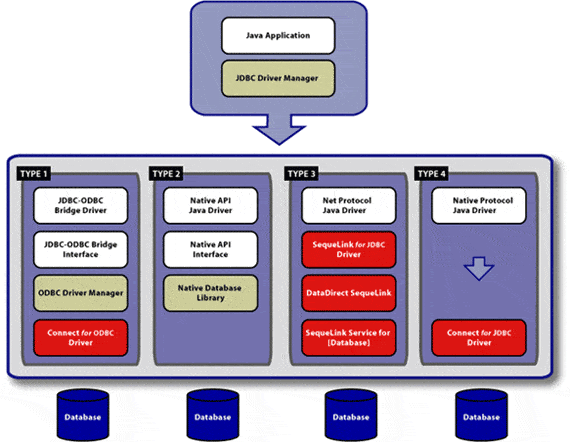 Java Application
JDBC Driver Manager
TYPE 1
JDBC-ODBC
Bridge Driver
JDBC-ODBC Bridge
Interface
ODBC Driver Manager
Connect for ODBC
Driver
TYPE 2
Native API
Java Driver
Native API
Interface
Native Database
Library
TYPE 3
Net Protocol
Java Driver
SequeLink for JDBC
Driver
DataDirect SequeLink
SequeLink Service for
[Database]
TYPE 4
Native Protocol
Java Driver
Connect for JDBC
Driver
Database
Database
Database
Database